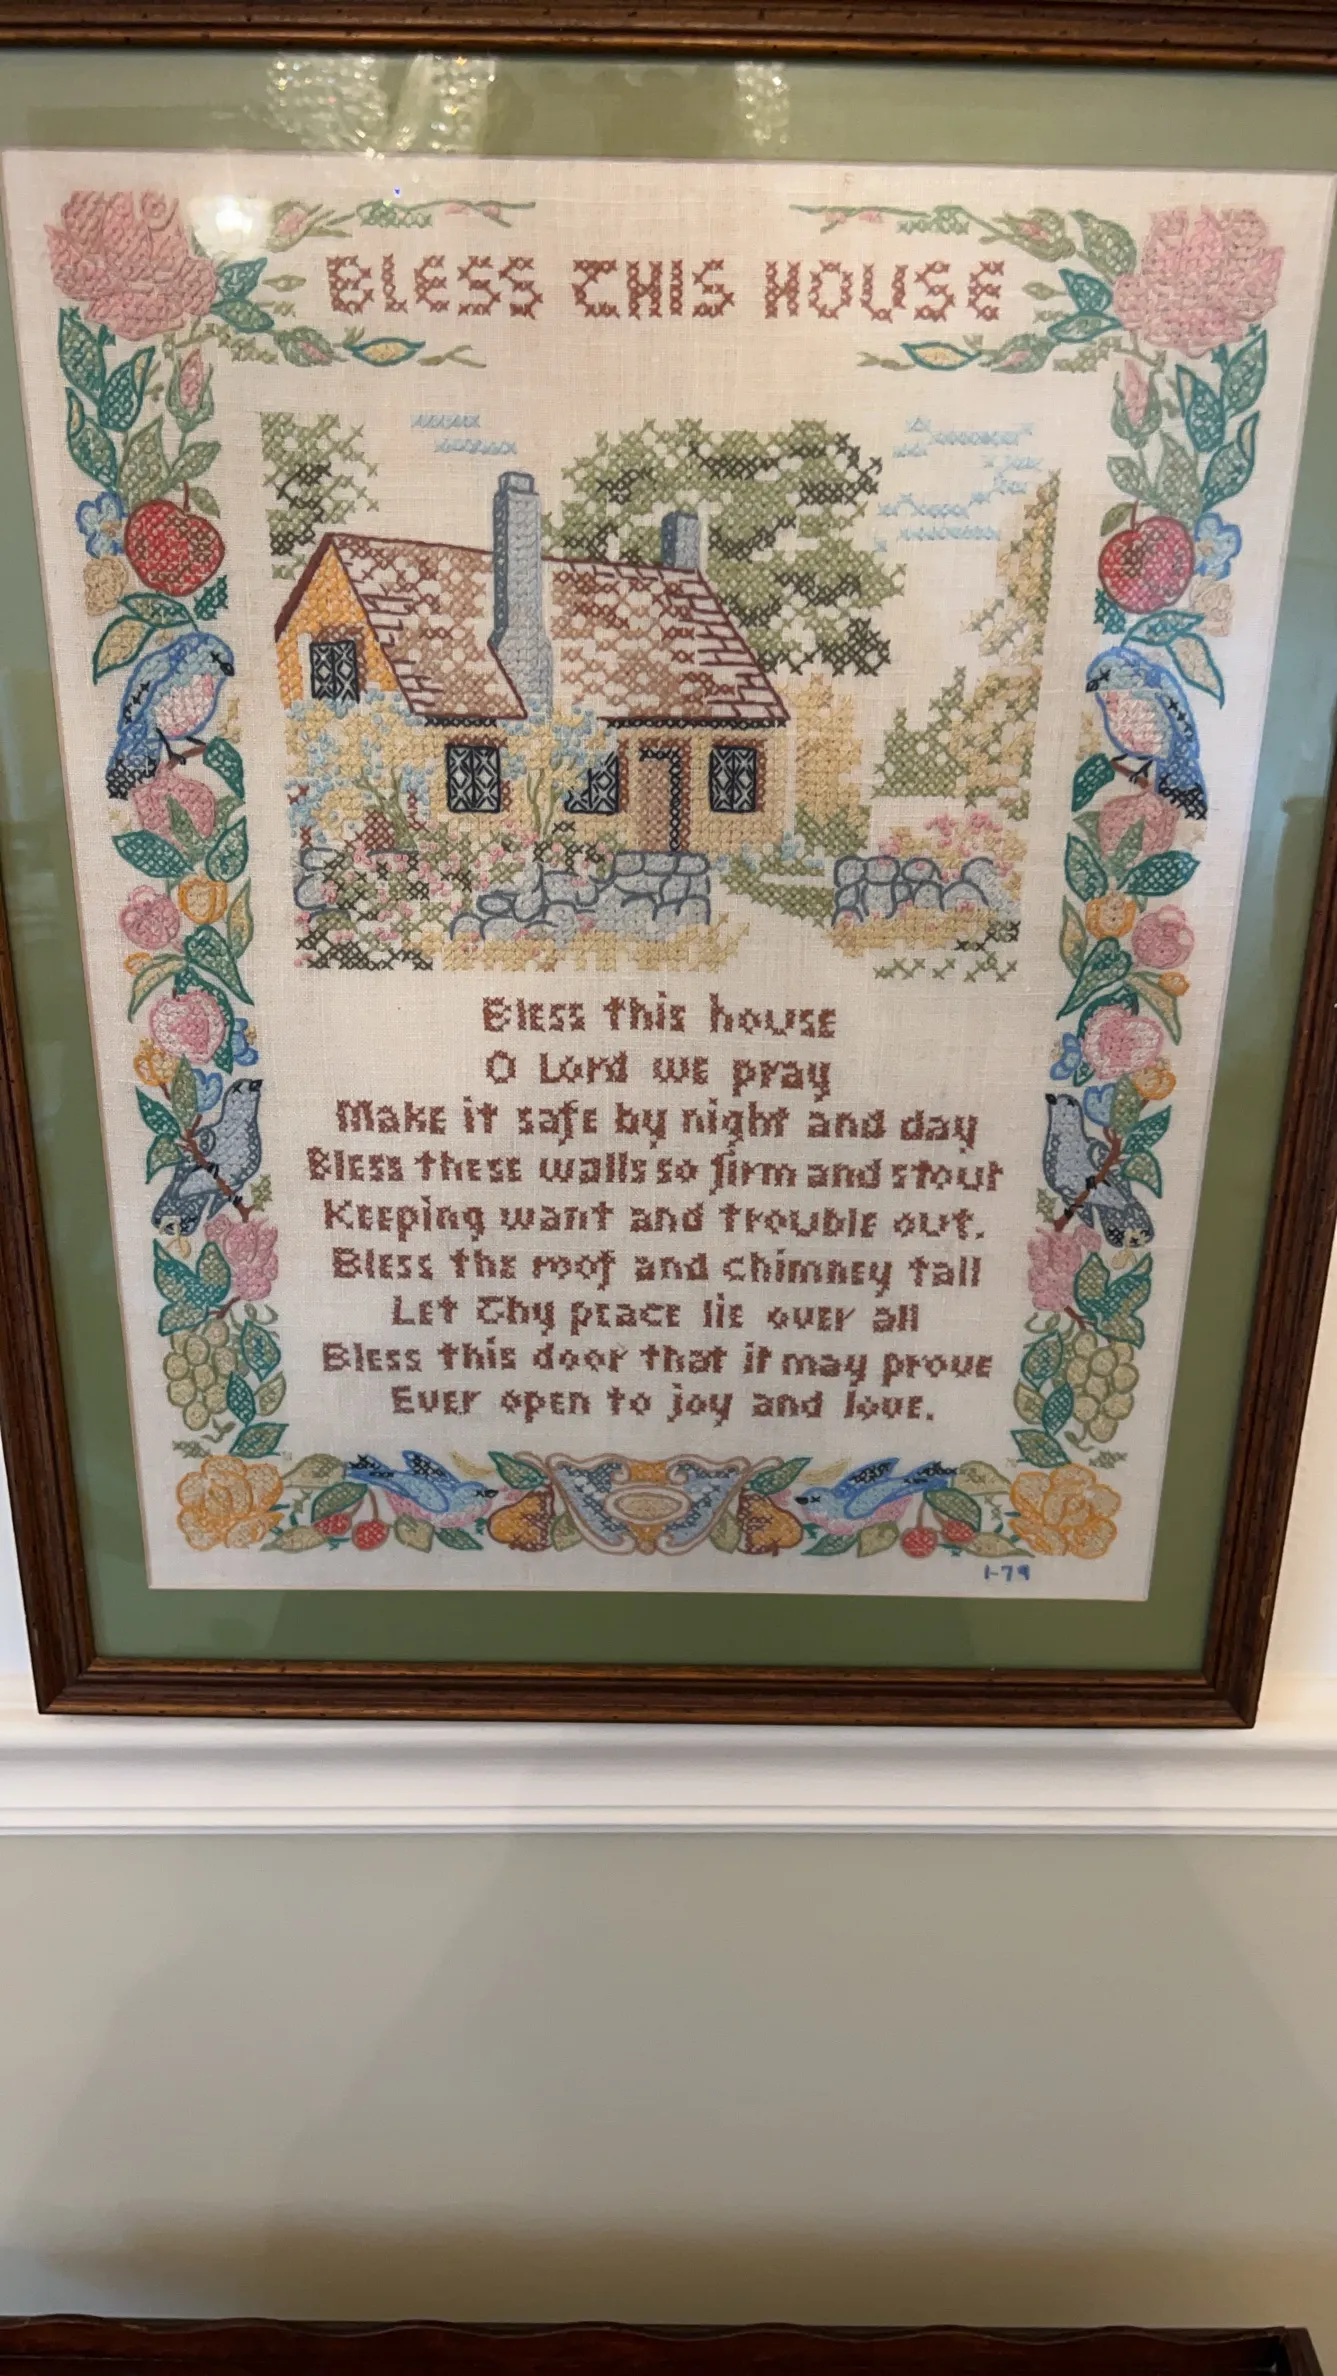 BLESS THIS HOUSE
Bless this house
O Lord we pray
Make it safe by night and day
Bless these walls so firm and stout
Keeping want and trouble out.
Bless the roof and chimney tall
Let Thy peace lie over all
Bless this door that it may prove
Ever open to joy and love.
1-79